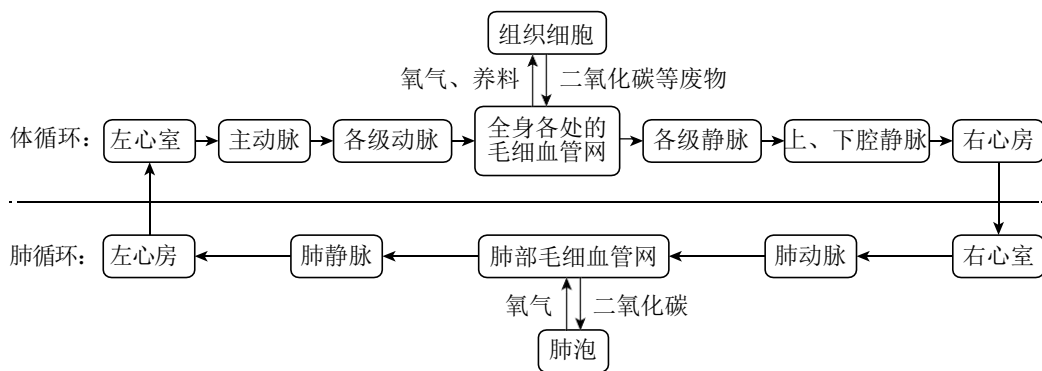 组织细胞
氧气、养料 二氧化碳等废物
体循环： 左心室 主动脉 各级动脉 全身各处的 各级静脉 上、下腔静脉 右心房
毛细血管网
肺循环： 左心房 肺静脉 肺部毛细血管网 肺动脉 右心室
氧气 二氧化碳
肺泡